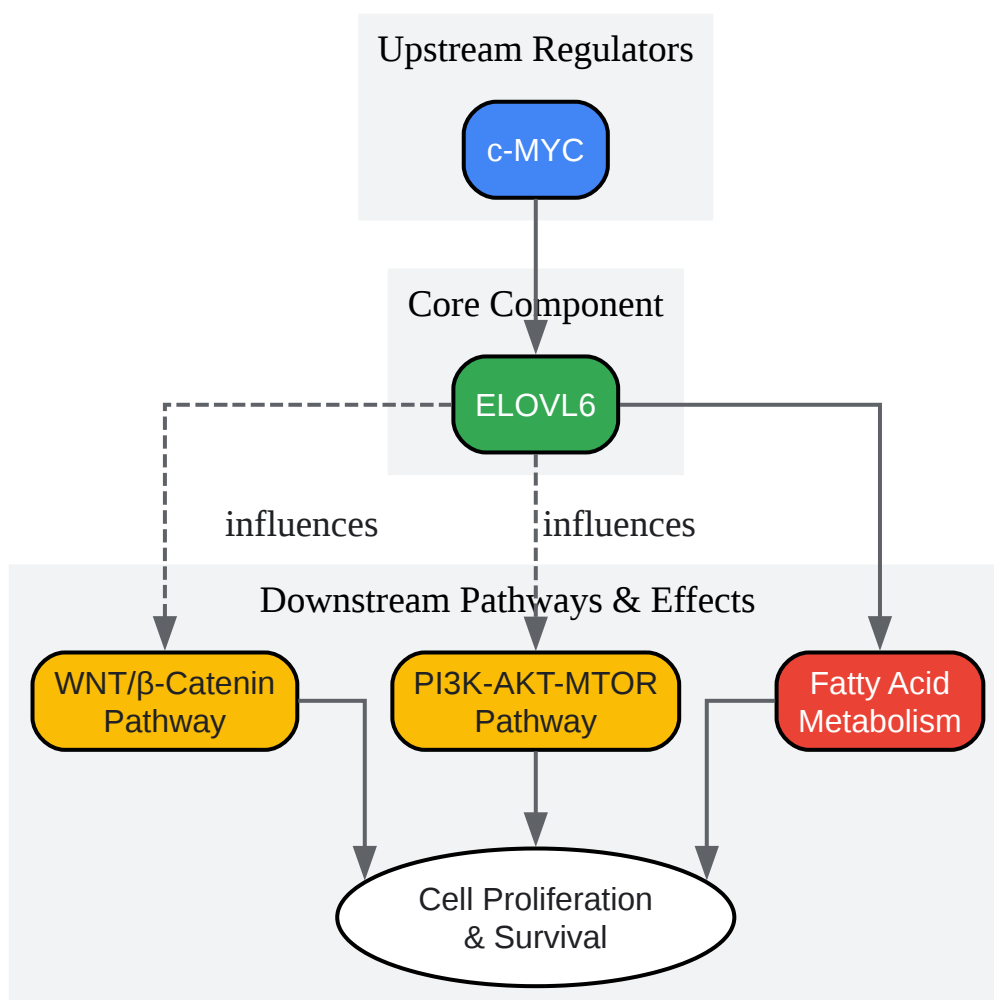 Upstream Regulators
c-MYC
Core Component
ELOVL6
influences
influences
Downstream Pathways & Effects
WNT/β-Catenin
Pathway
PI3K-AKT-MTOR
Pathway
Fatty Acid
Metabolism
Cell Proliferation
& Survival